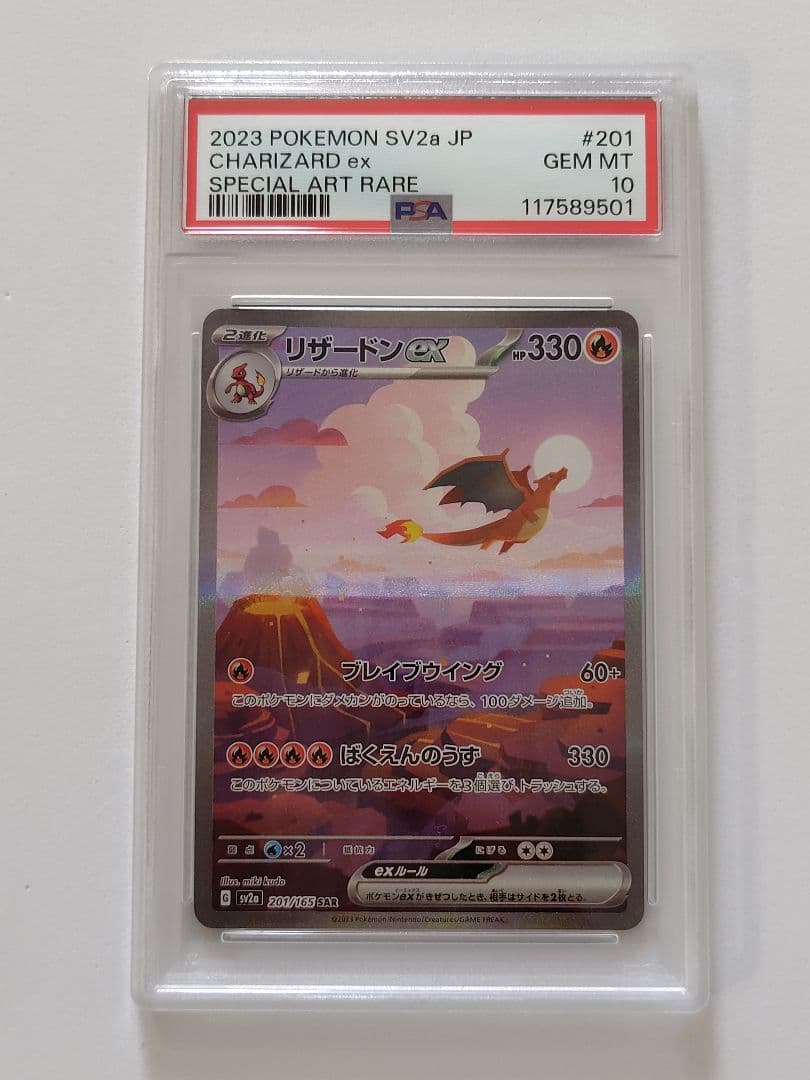 2023 POKEMON SV2a JP #201
CHARIZARD ex GEM MT
SPECIAL ART RARE 10
PSA 117589501
2進化
リザードンex HP330
リザードから進化
ブレイブウイング 60+
このポケモンにダメカンがのっているなら、100ダメージ追加。
ばくえんのうず 330
このポケモンについているエネルギーを3個選び、トラッシュする。
弱点 ×2 抵抗力 にげる
exルール
ポケモンexがきぜつしたとき、相手はサイドを2枚とる。
Illus. miki kudo
G sv2a 201/165 SAR
©2023 Pokémon/Nintendo/Creatures/GAME FREAK.